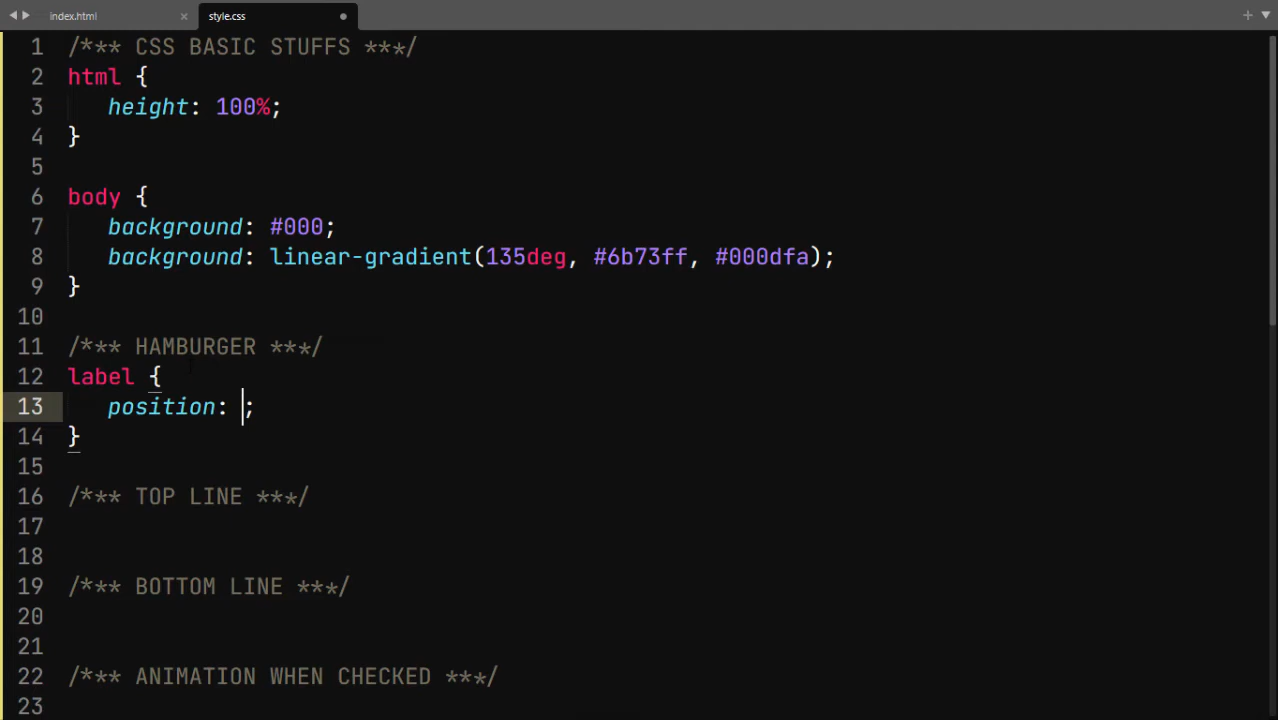 index.html
style.css
1 /*** CSS BASIC STUFFS ***/
2 html {
3 height: 100%;
4 }
5
6 body {
7 background: #000;
8 background: linear-gradient(135deg, #6b73ff, #000dfa);
9 }
10
11 /*** HAMBURGER ***/
12 label {
13 position: ;
14 }
15
16 /*** TOP LINE ***/
17
18
19 /*** BOTTOM LINE ***/
20
21
22 /*** ANIMATION WHEN CHECKED ***/
23